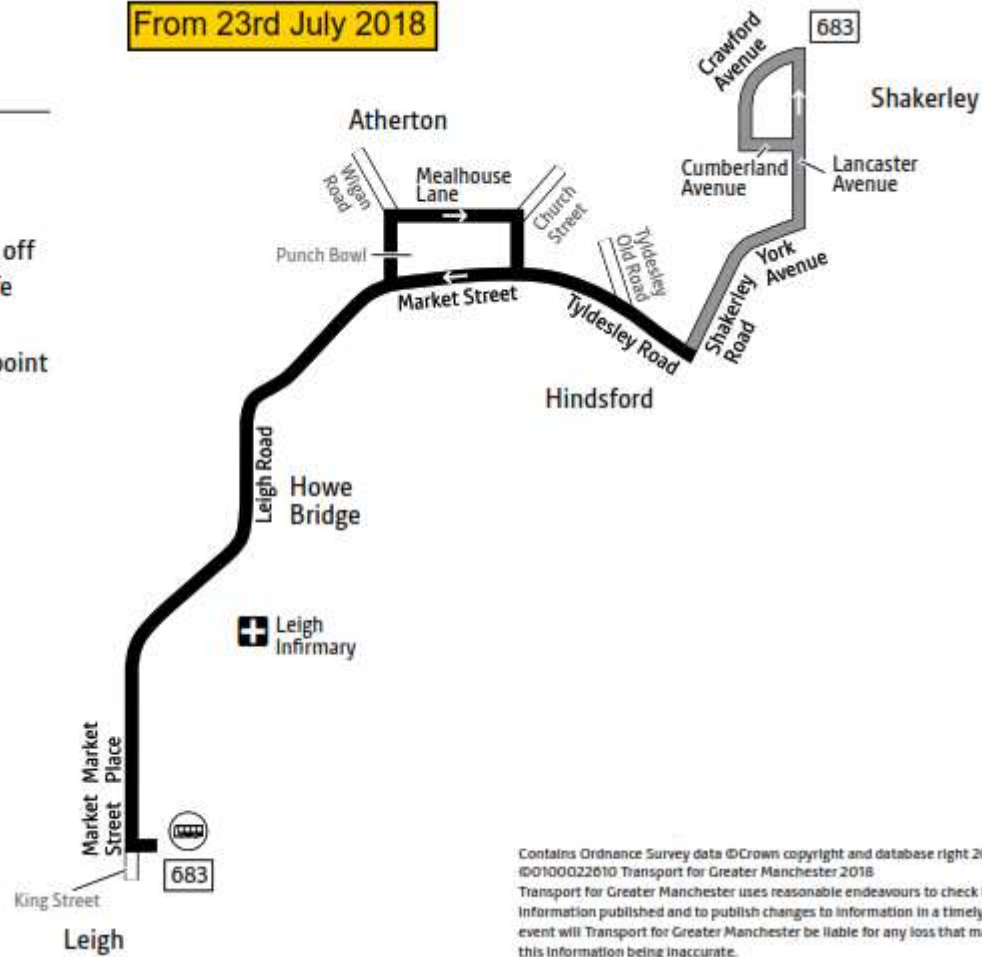 From 23rd July 2018
off
point
683
Crawford
Avenue
Shakerley
Atherton
Cumberland
Avenue
Lancaster
Avenue
Wigan
Road
Mealhouse
Lane
Church
Street
Punch Bowl
Tyldesley
Old Road
York
Avenue
Market Street
Tyldesley Road
Shakerley
Road
Hindsford
Leigh Road
Howe
Bridge
Leigh
Infirmary
Market Market
Street Place
683
King Street
Leigh
Contains Ordnance Survey data ©Crown copyright and database right
©0100022610 Transport for Greater Manchester 2018
Transport for Greater Manchester uses reasonable endeavours to check
information published and to publish changes to information in a timely
event will Transport for Greater Manchester be liable for any loss that
this information being inaccurate.